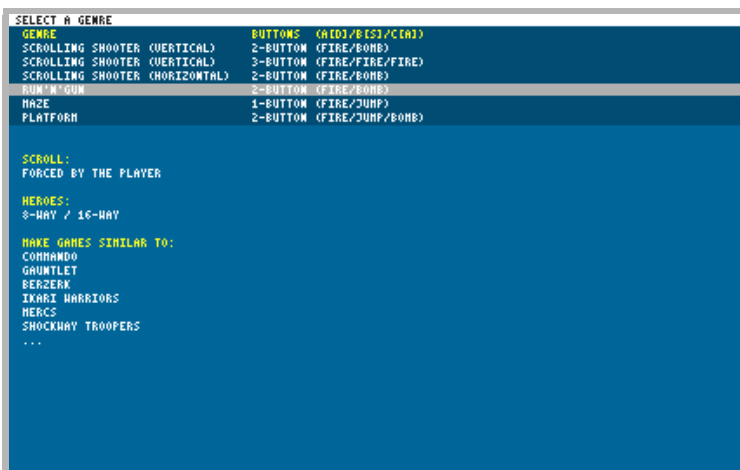 SELECT A GENRE
GENRE BUTTONS (A[D]/B[S]/C[A])
SCROLLING SHOOTER (VERTICAL) 2-BUTTON (FIRE/BOMB)
SCROLLING SHOOTER (VERTICAL) 3-BUTTON (FIRE/FIRE/FIRE)
SCROLLING SHOOTER (HORIZONTAL) 2-BUTTON (FIRE/BOMB)
RUN'N'GUN 2-BUTTON (FIRE/BOMB)
MAZE 1-BUTTON (FIRE/JUMP)
PLATFORM 2-BUTTON (FIRE/JUMP/BOMB)
SCROLL:
FORCED BY THE PLAYER
HEROES:
8-WAY / 16-WAY
MAKE GAMES SIMILAR TO:
COMMANDO
GAUNTLET
BERZERK
IKARI WARRIORS
MERCS
SHOCKWAY TROOPERS
...